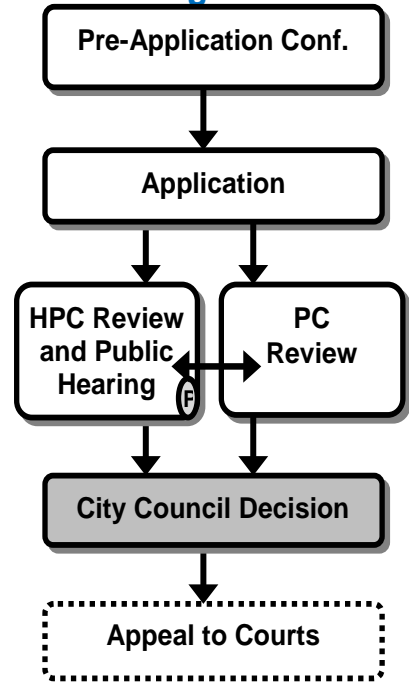 Pre-Application Conf.
Application
HPC Review
and Public
Hearing
PC
Review
City Council Decision
Appeal to Courts